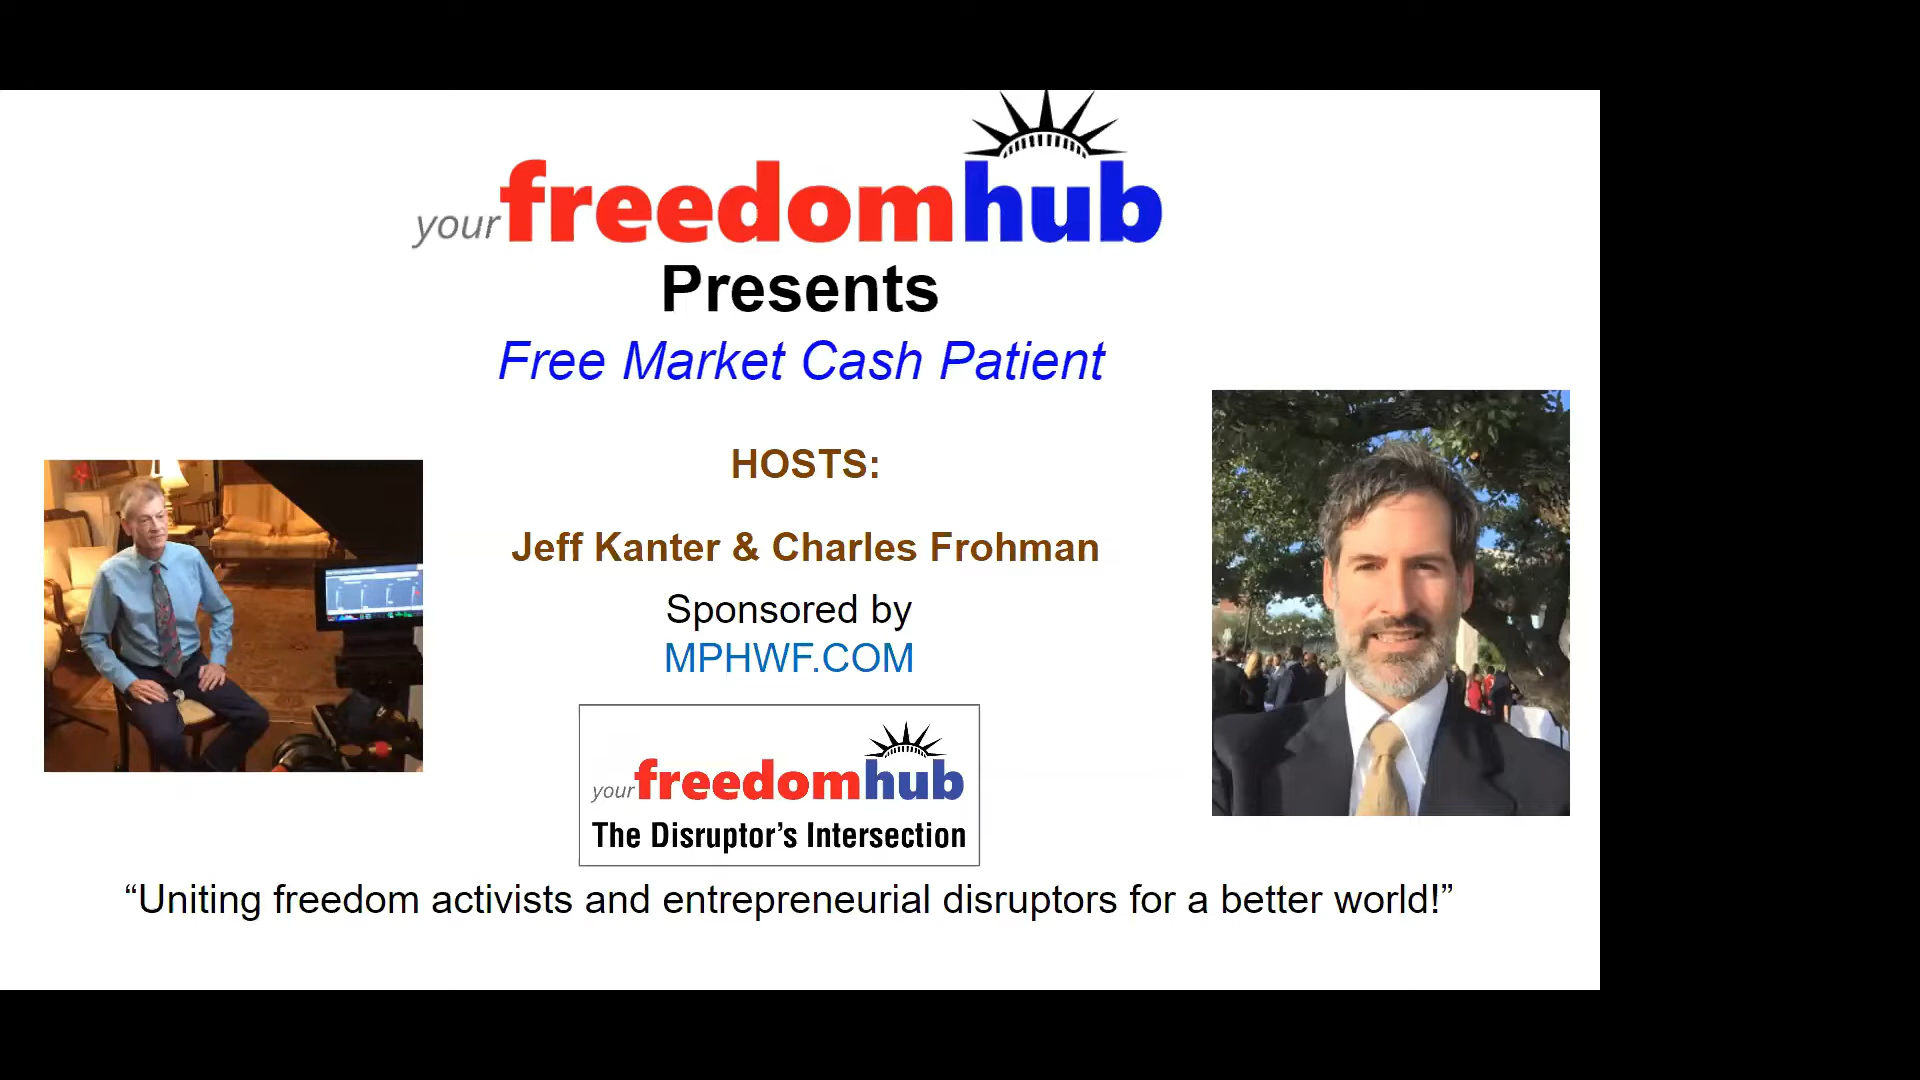 yourfreedomhub
Presents
Free Market Cash Patient
HOSTS:
Jeff Kanter & Charles Frohman
Sponsored by
MPHWF.COM
yourfreedomhub
The Disruptor’s Intersection
“Uniting freedom activists and entrepreneurial disruptors for a better world!”